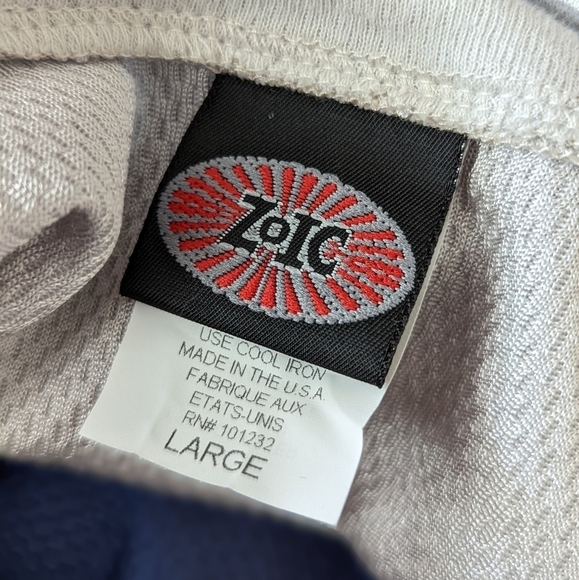 ZOIC
USE COOL IRON
MADE IN THE U.S.A.
FABRIQUE AUX
ETATS-UNIS
RN# 101232
LARGE